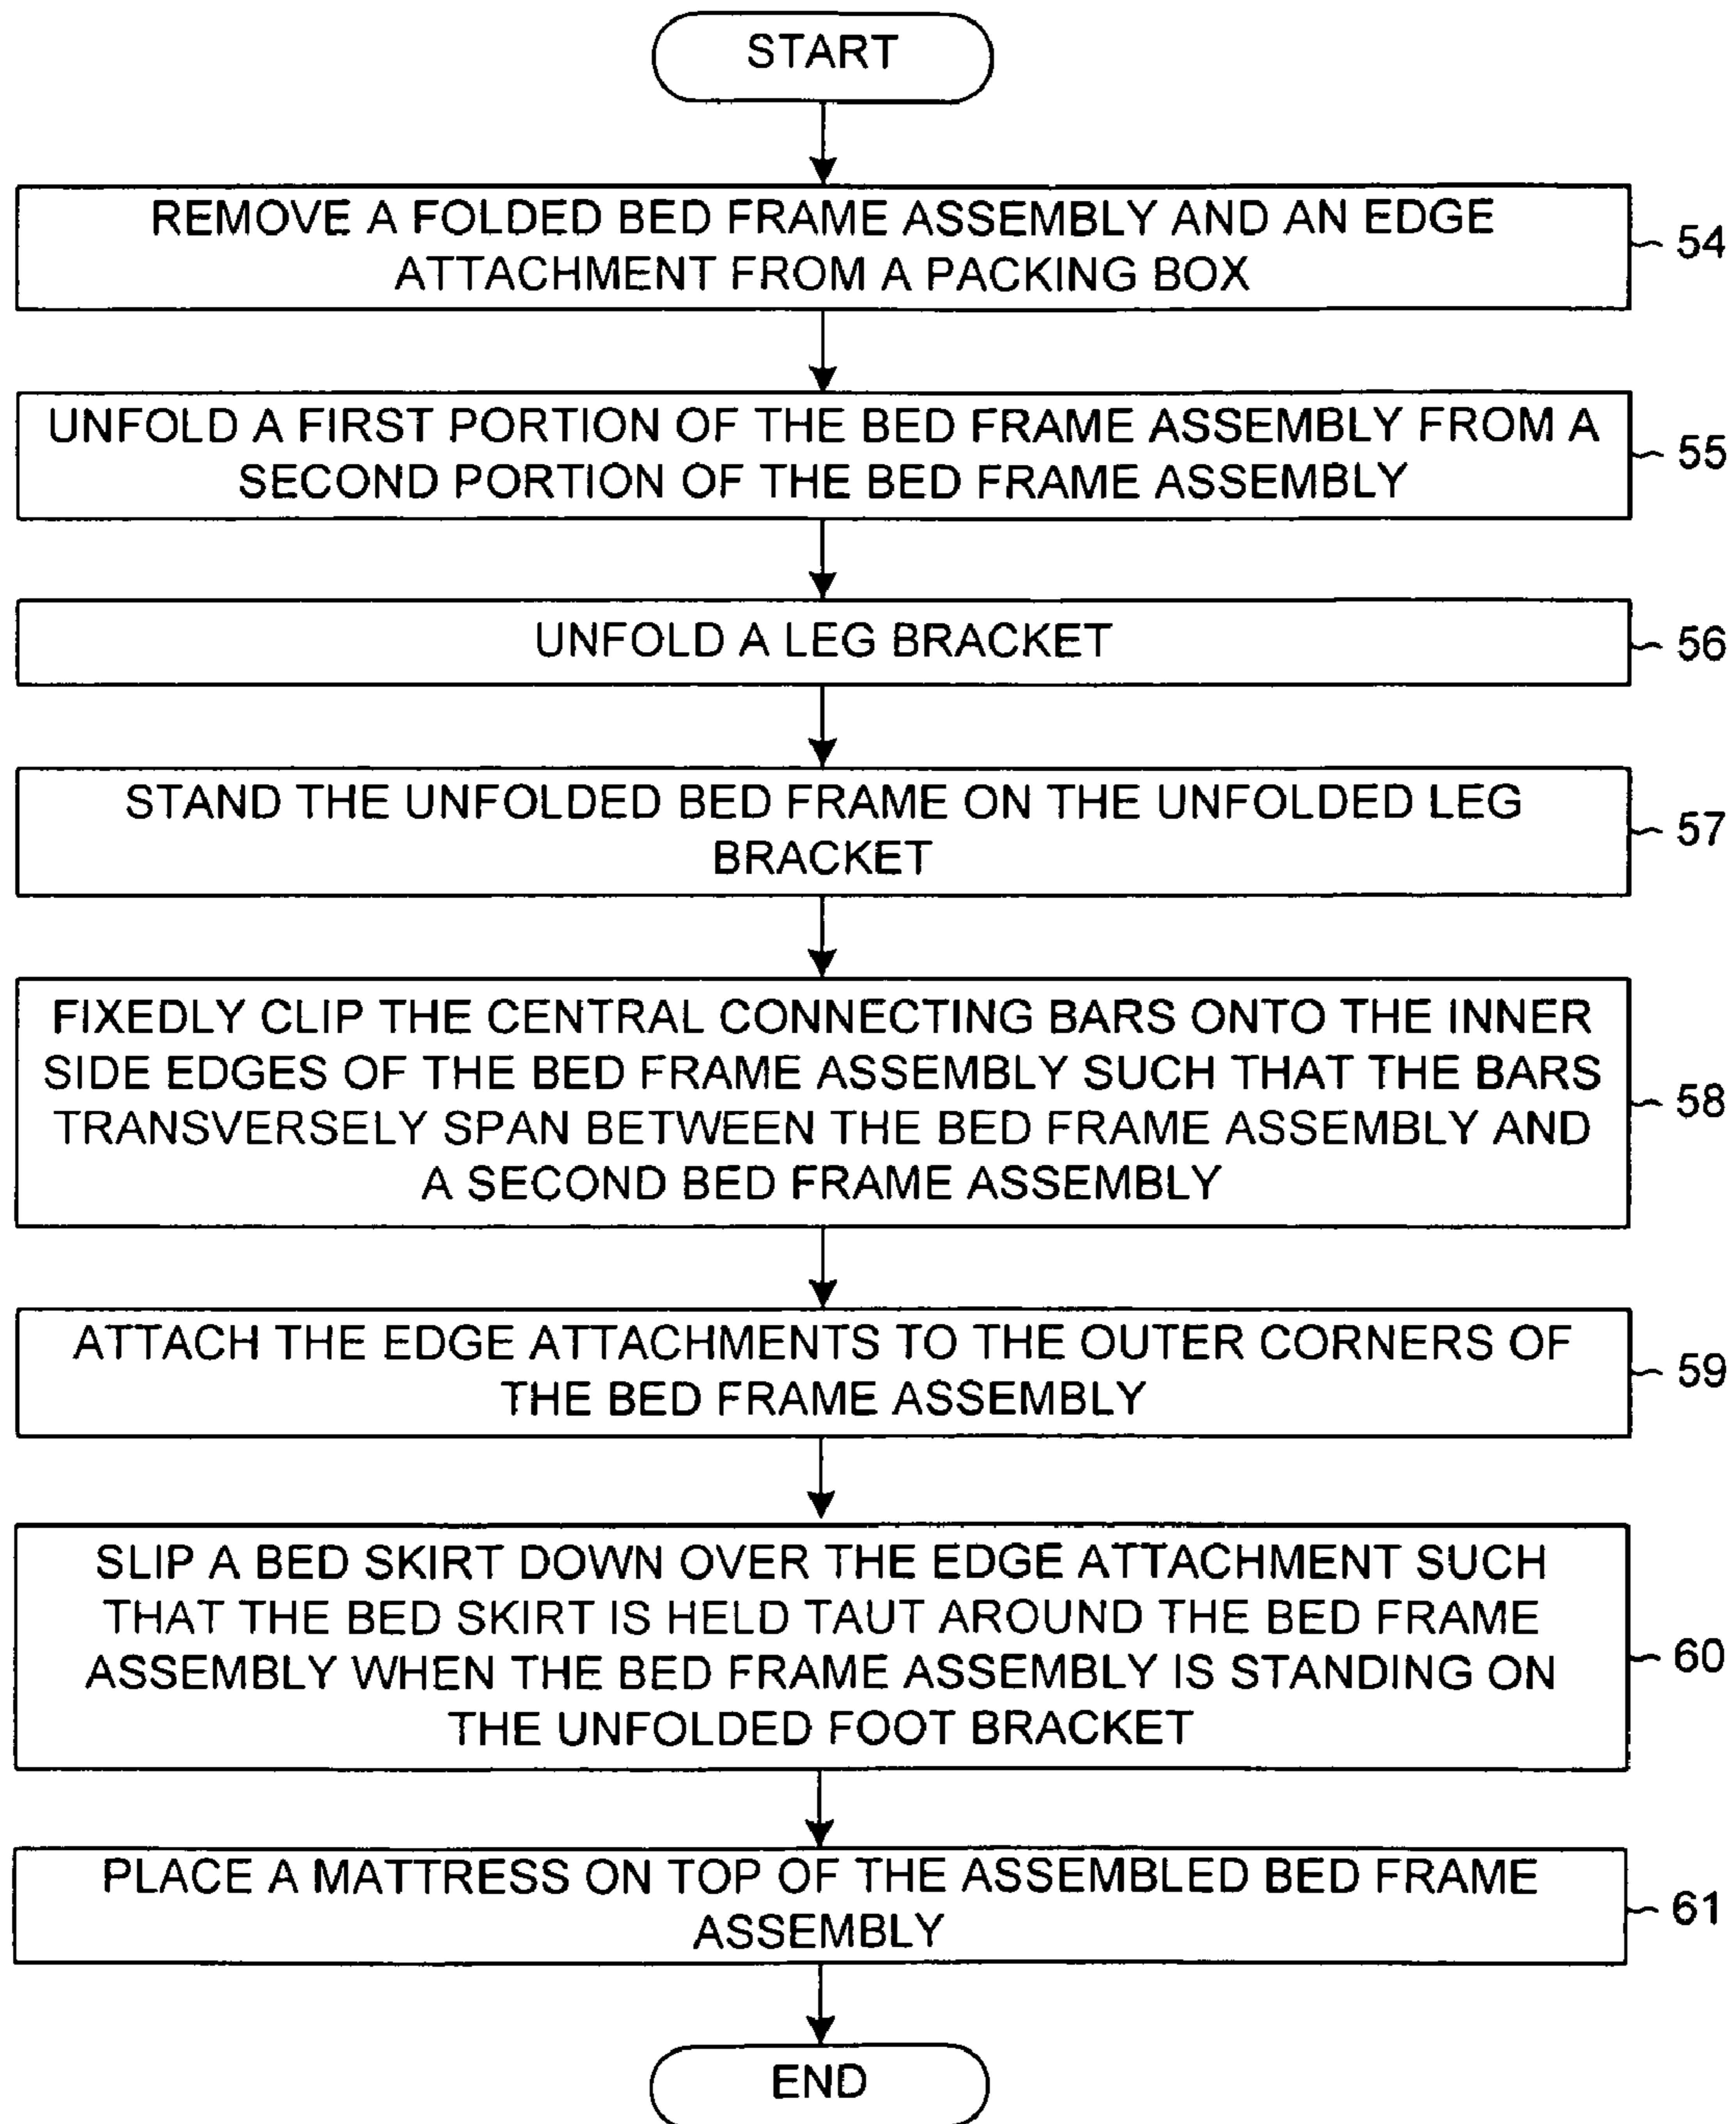 START
REMOVE A FOLDED BED FRAME ASSEMBLY AND AN EDGE
ATTACHMENT FROM A PACKING BOX
54
UNFOLD A FIRST PORTION OF THE BED FRAME ASSEMBLY FROM A
SECOND PORTION OF THE BED FRAME ASSEMBLY
55
UNFOLD A LEG BRACKET
56
STAND THE UNFOLDED BED FRAME ON THE UNFOLDED LEG
BRACKET
57
FIXEDLY CLIP THE CENTRAL CONNECTING BARS ONTO THE INNER
SIDE EDGES OF THE BED FRAME ASSEMBLY SUCH THAT THE BARS
TRANSVERSELY SPAN BETWEEN THE BED FRAME ASSEMBLY AND
A SECOND BED FRAME ASSEMBLY
58
ATTACH THE EDGE ATTACHMENTS TO THE OUTER CORNERS OF
THE BED FRAME ASSEMBLY
59
SLIP A BED SKIRT DOWN OVER THE EDGE ATTACHMENT SUCH
THAT THE BED SKIRT IS HELD TAUT AROUND THE BED FRAME
ASSEMBLY WHEN THE BED FRAME ASSEMBLY IS STANDING ON
THE UNFOLDED FOOT BRACKET
60
PLACE A MATTRESS ON TOP OF THE ASSEMBLED BED FRAME
ASSEMBLY
61
END